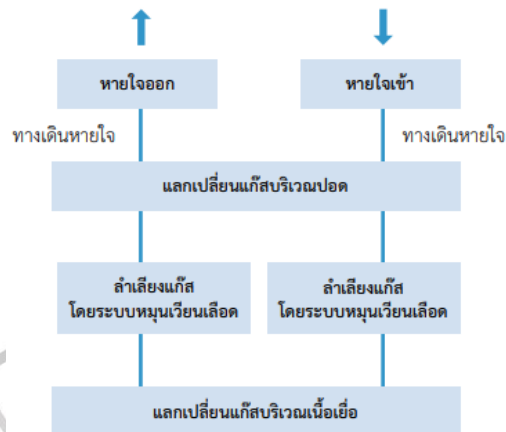 หายใจออก
หายใจเข้า
ทางเดินหายใจ
ทางเดินหายใจ
แลกเปลี่ยนแก๊สบริเวณปอด
ลำเลียงแก๊ส
โดยระบบหมุนเวียนเลือด
ลำเลียงแก๊ส
โดยระบบหมุนเวียนเลือด
แลกเปลี่ยนแก๊สบริเวณเนื้อเยื่อ